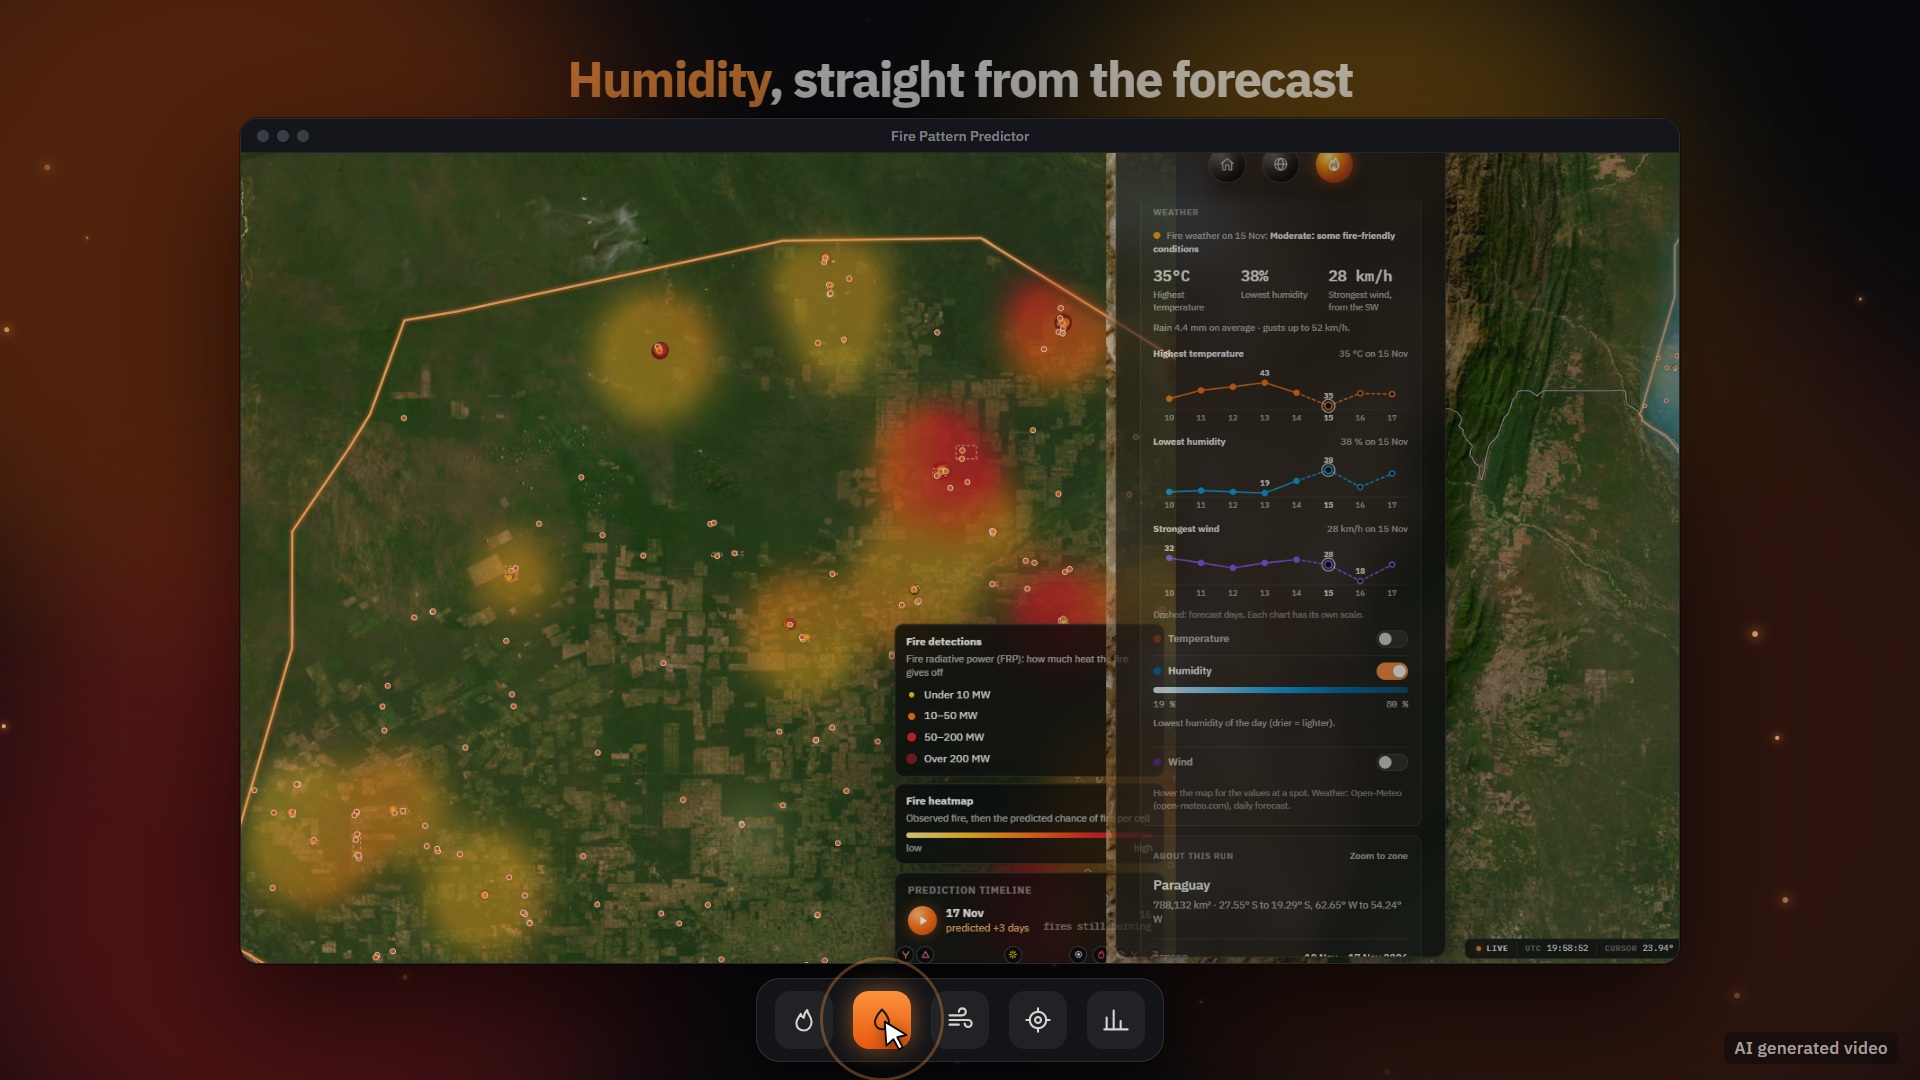 Humidity, straight from the forecast
Fire Pattern Predictor
WEATHER
Fire weather on 15 Nov: Moderate: some fire-friendly
conditions
35°C 38% 28 km/h
Highest temperature
Lowest humidity
Strongest wind, from the SW
Rain 4.4 mm on average · gusts up to 52 km/h.
Highest temperature 35 °C on 15 Nov
43
35
10 11 12 13 14 15 16 17
Lowest humidity 38 % on 15 Nov
38
19
10 11 12 13 14 15 16 17
Strongest wind 28 km/h on 15 Nov
32
28
18
10 11 12 13 14 15 16 17
Dashed: forecast days. Each chart has its own scale.
Temperature
Humidity
19 % 80 %
Lowest humidity of the day (drier = lighter).
Wind
Hover the map for the values at a spot. Weather: Open-Meteo
(open-meteo.com), daily forecast.
ABOUT THIS RUN Zoom to zone
Paraguay
788,132 km² · 27.55° S to 19.29° S, 62.65° W to 54.24°
W
Fire detections
Fire radiative power (FRP): how much heat the fire
gives off
Under 10 MW
10–50 MW
50–200 MW
Over 200 MW
Fire heatmap
Observed fire, then the predicted chance of fire per cell
low high
PREDICTION TIMELINE
17 Nov
predicted +3 days
fires still burning
LIVE UTC 19:58:52 CURSOR 23.94°
AI generated video